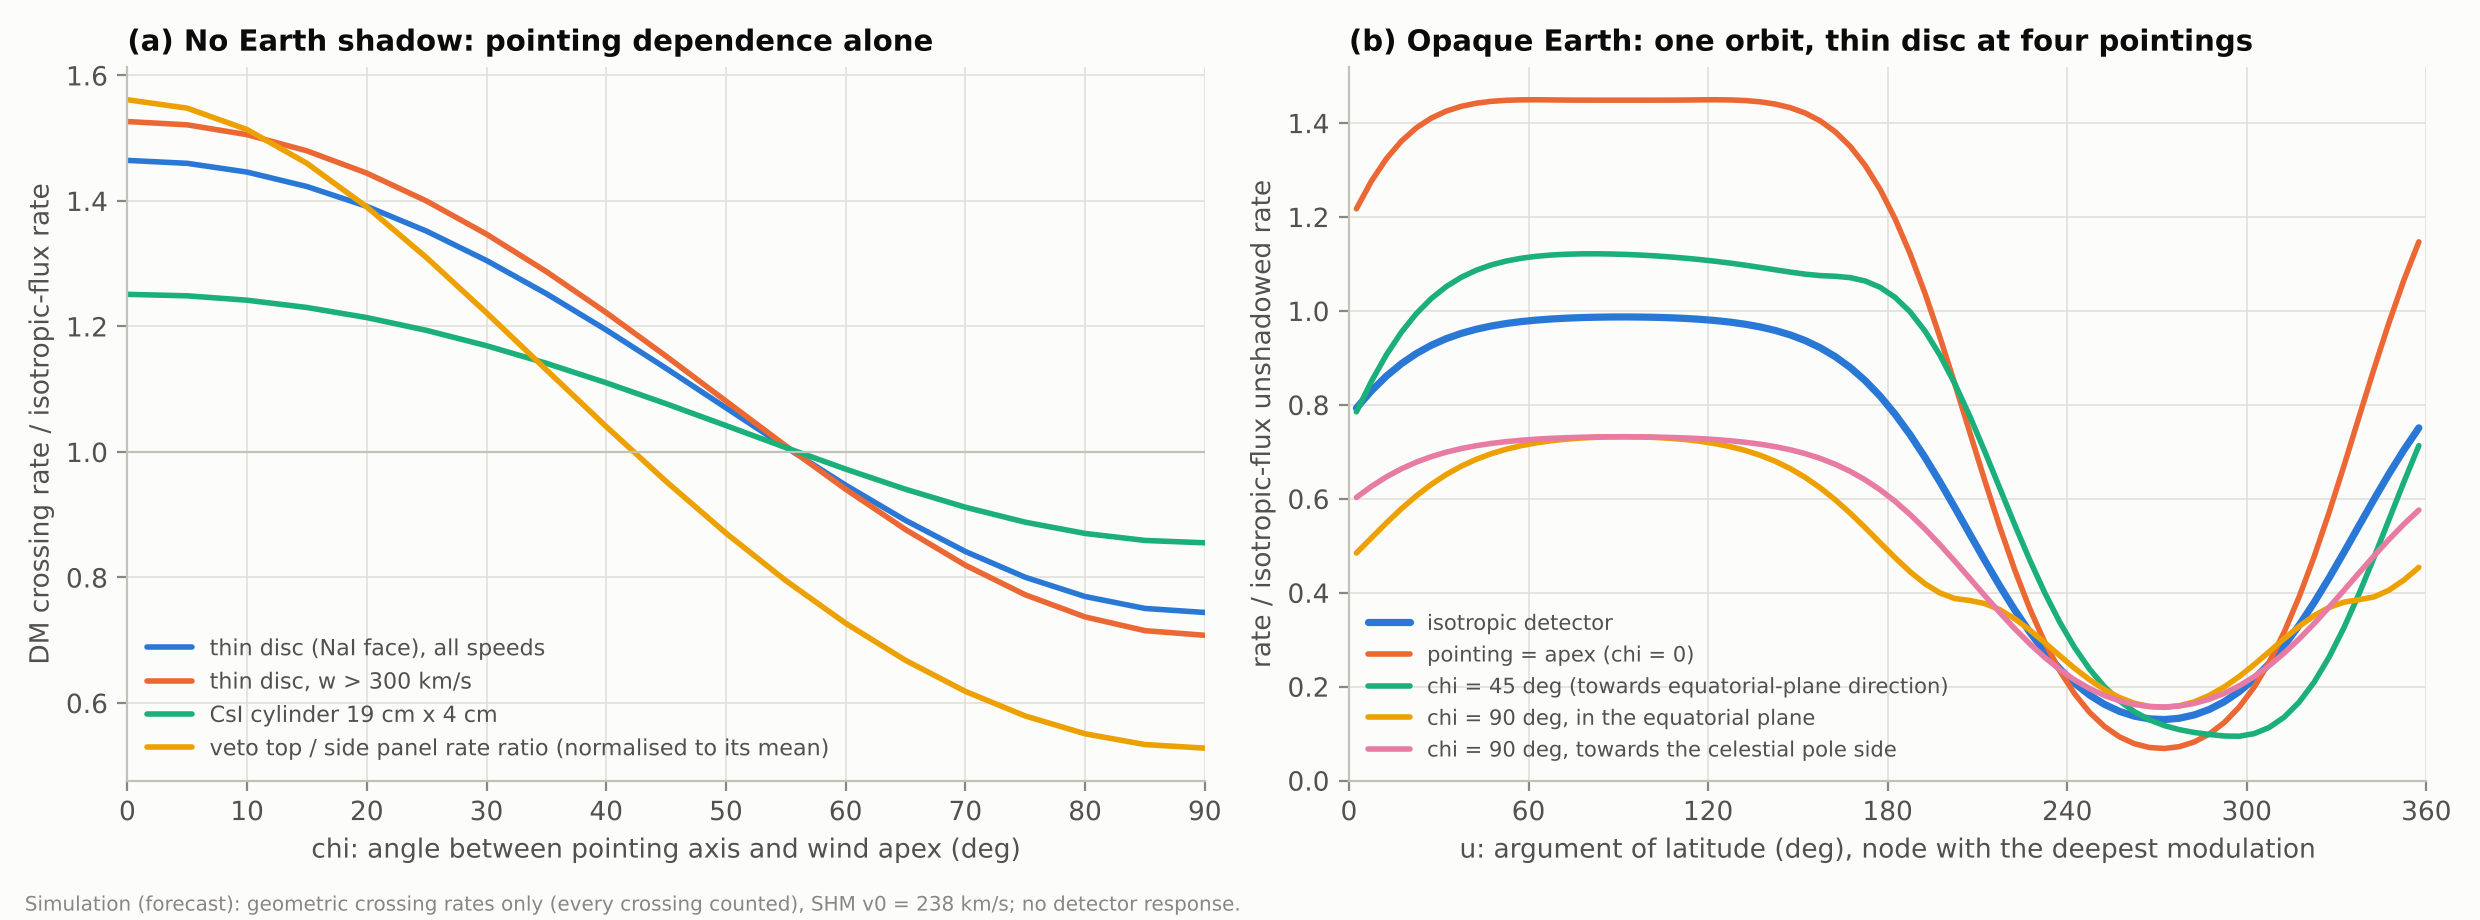 (a) No Earth shadow: pointing dependence alone
DM crossing rate / isotropic-flux rate
1.6
1.4
1.2
1.0
0.8
0.6
thin disc (NaI face), all speeds
thin disc, w > 300 km/s
CsI cylinder 19 cm x 4 cm
veto top / side panel rate ratio (normalised to its mean)
0 10 20 30 40 50 60 70 80 90
chi: angle between pointing axis and wind apex (deg)
(b) Opaque Earth: one orbit, thin disc at four pointings
rate / isotropic-flux unshadowed rate
1.4
1.2
1.0
0.8
0.6
0.4
0.2
0.0
isotropic detector
pointing = apex (chi = 0)
chi = 45 deg (towards equatorial-plane direction)
chi = 90 deg, in the equatorial plane
chi = 90 deg, towards the celestial pole side
0 60 120 180 240 300 360
u: argument of latitude (deg), node with the deepest modulation
Simulation (forecast): geometric crossing rates only (every crossing counted), SHM v0 = 238 km/s; no detector response.